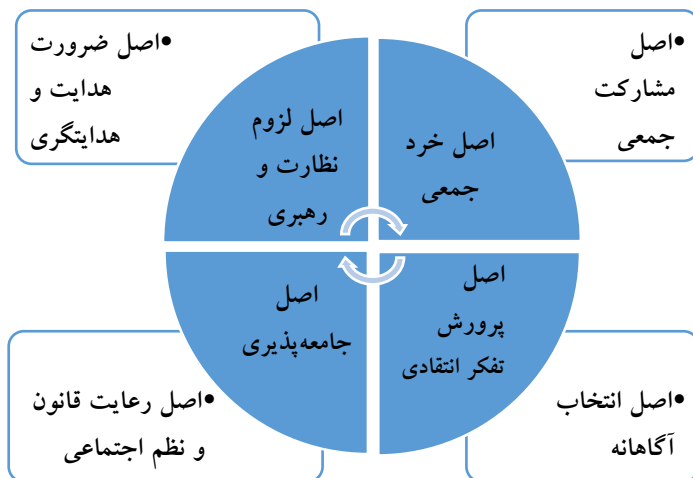 •اصل
مشارکت
جمعی
•اصل ضرورت
هدایت و
هدایتگری
اصل خرد
جمعی
اصل لزوم
نظارت و
رهبری
اصل
پرورش
تفکر انتقادی
اصل
جامعه‌پذیری
•اصل انتخاب
آگاهانه
•اصل رعایت قانون
و نظم اجتماعی